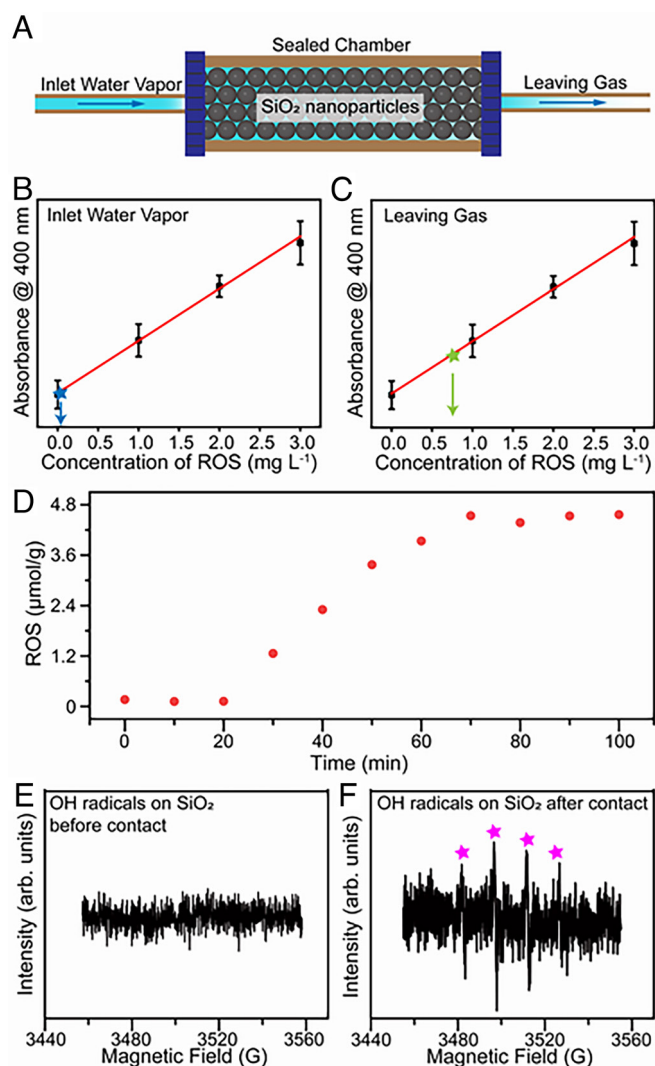 A
Sealed Chamber
Inlet Water Vapor
Leaving Gas
SiO₂ nanoparticles
B
Inlet Water Vapor
Absorbance @ 400 nm
0.0 0.5 1.0 1.5 2.0 2.5 3.0
Concentration of ROS (mg L⁻¹)
C
Leaving Gas
Absorbance @ 400 nm
0.0 0.5 1.0 1.5 2.0 2.5 3.0
Concentration of ROS (mg L⁻¹)
D
ROS (µmol/g)
4.8
3.6
2.4
1.2
0
0 20 40 60 80 100
Time (min)
E
OH radicals on SiO₂
before contact
Intensity (arb. units)
3440 3480 3520 3560
Magnetic Field (G)
F
OH radicals on SiO₂ after contact
Intensity (arb. units)
3440 3480 3520 3560
Magnetic Field (G)